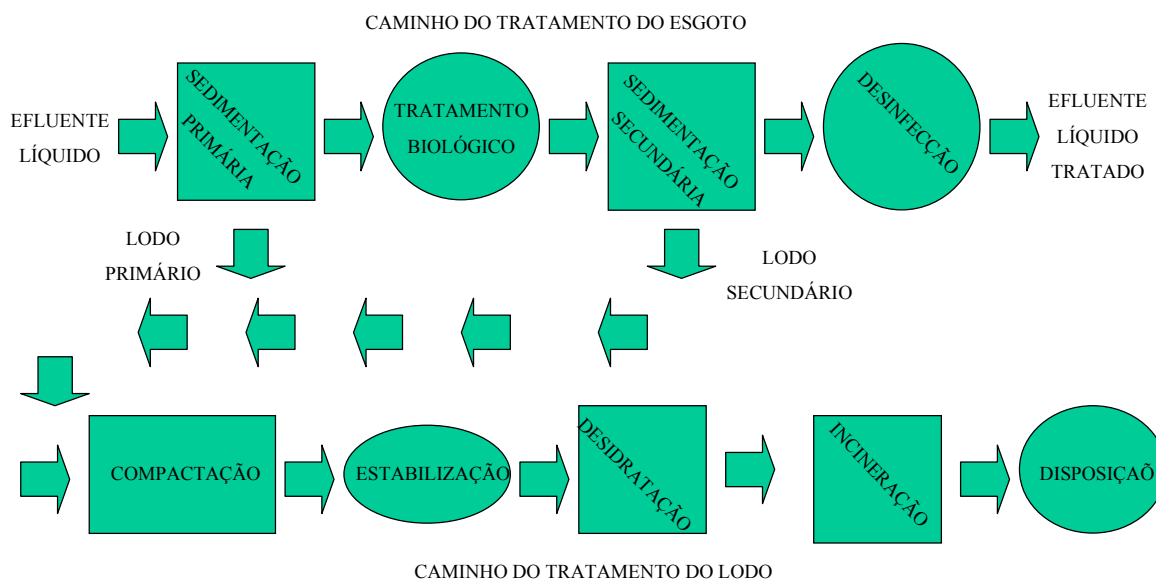 CAMINHO DO TRATAMENTO DO ESGOTO
EFLUENTE
LÍQUIDO
SEDIMENTAÇÃO
PRIMÁRIA
TRATAMENTO
BIOLÓGICO
SEDIMENTAÇÃO
SECUNDÁRIA
DESINFECÇÃO
EFLUENTE
LÍQUIDO
TRATADO
LODO
PRIMÁRIO
LODO
SECUNDÁRIO
COMPACTAÇÃO
ESTABILIZAÇÃO
DESIDRATAÇÃO
INCINERAÇÃO
DISPOSIÇAÕ
CAMINHO DO TRATAMENTO DO LODO